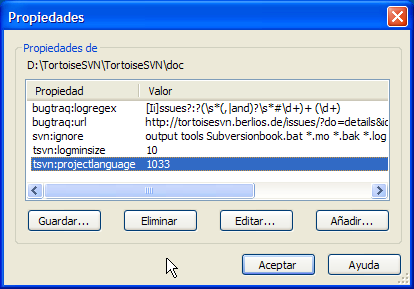 Propiedades
Propiedades de
D:\TortoiseSVN\TortoiseSVN\doc
Propiedad Valor
bugtraq:logregex [Ii]ssues?:?(\s*(,|and)?\s*#\d+)+ (\d+)
bugtraq:url http://tortoisesvn.berlios.de/issues/?do=details&ic
svn:ignore output tools Subversionbook.bat *.mo *.bak *.log
tsvn:logminsize 10
tsvn:projectlanguage 1033
Guardar... Eliminar Editar... Añadir...
Aceptar Ayuda